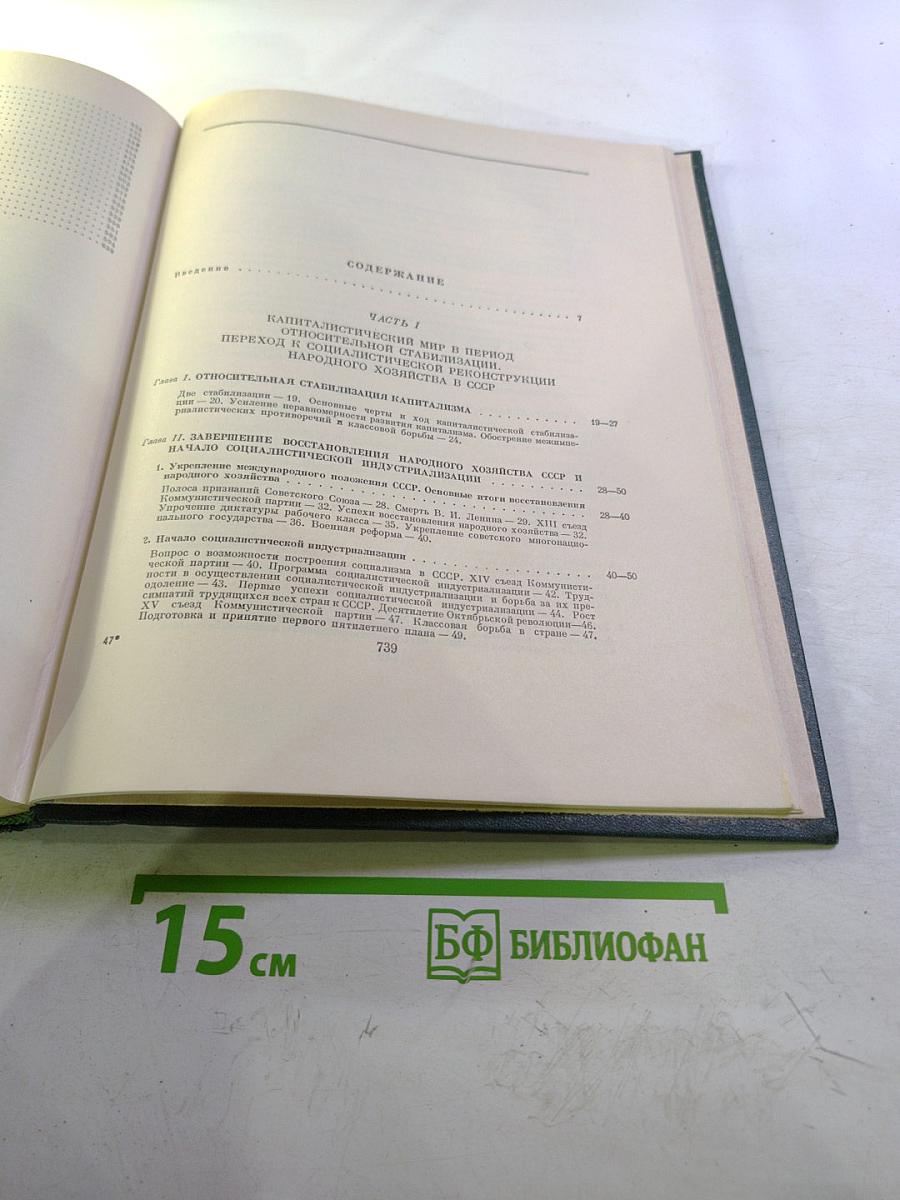 СОДЕРЖАНИЕ
Введение . . . . . . . . . . . . . . . . . . . . . . . . . . . . . . 7
ЧАСТЬ I
КАПИТАЛИСТИЧЕСКИЙ МИР В ПЕРИОД
ОТНОСИТЕЛЬНОЙ СТАБИЛИЗАЦИИ.
ПЕРЕХОД К СОЦИАЛИСТИЧЕСКОЙ РЕКОНСТРУКЦИИ
НАРОДНОГО ХОЗЯЙСТВА В СССР
Глава I. ОТНОСИТЕЛЬНАЯ СТАБИЛИЗАЦИЯ КАПИТАЛИЗМА . . . . . . . . . . 19—27
Две стабилизации — 19. Основные черты и ход капиталистической стабилиза-
ции — 20. Усиление неравномерности развития капитализма. Обострение межимпе-
риалистических противоречий и классовой борьбы — 24.
Глава II. ЗАВЕРШЕНИЕ ВОССТАНОВЛЕНИЯ НАРОДНОГО ХОЗЯЙСТВА СССР И
НАЧАЛО СОЦИАЛИСТИЧЕСКОЙ ИНДУСТРИАЛИЗАЦИИ . . . . . . . . . . 28—50
1. Укрепление международного положения СССР. Основные итоги восстановления
народного хозяйства . . . . . . . . . . . . . . . . . . . . . . . . 28—40
Полоса признаний Советского Союза — 28. Смерть В. И. Ленина — 29. XIII съезд
Коммунистической партии — 32. Успехи восстановления народного хозяйства — 32.
Упрочение диктатуры рабочего класса — 35. Укрепление советского многонацио-
нального государства — 36. Военная реформа — 40.
2. Начало социалистической индустриализации . . . . . . . . . . . . . . 40—50
Вопрос о возможности построения социализма в СССР. XIV съезд Коммунисти-
ческой партии — 40. Программа социалистической индустриализации — 42. Труд-
ности в осуществлении социалистической индустриализации и борьба за их пре-
одоление — 43. Первые успехи социалистической индустриализации — 44. Рост
симпатий трудящихся всех стран к СССР. Десятилетие Октябрьской революции—46.
XV съезд Коммунистической партии — 47. Классовая борьба в стране — 47.
Подготовка и принятие первого пятилетнего плана — 49.
47*
739
15 см
БФ БИБЛИОФАН